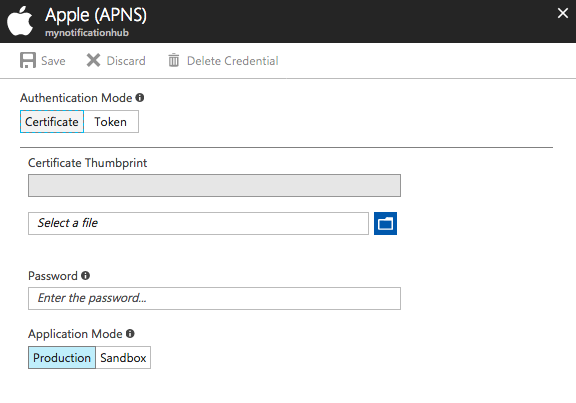 Apple (APNS)
mynotificationhub
Save Discard Delete Credential
Authentication Mode
Certificate Token
Certificate Thumbprint
Select a file
Password
Enter the password...
Application Mode
Production Sandbox